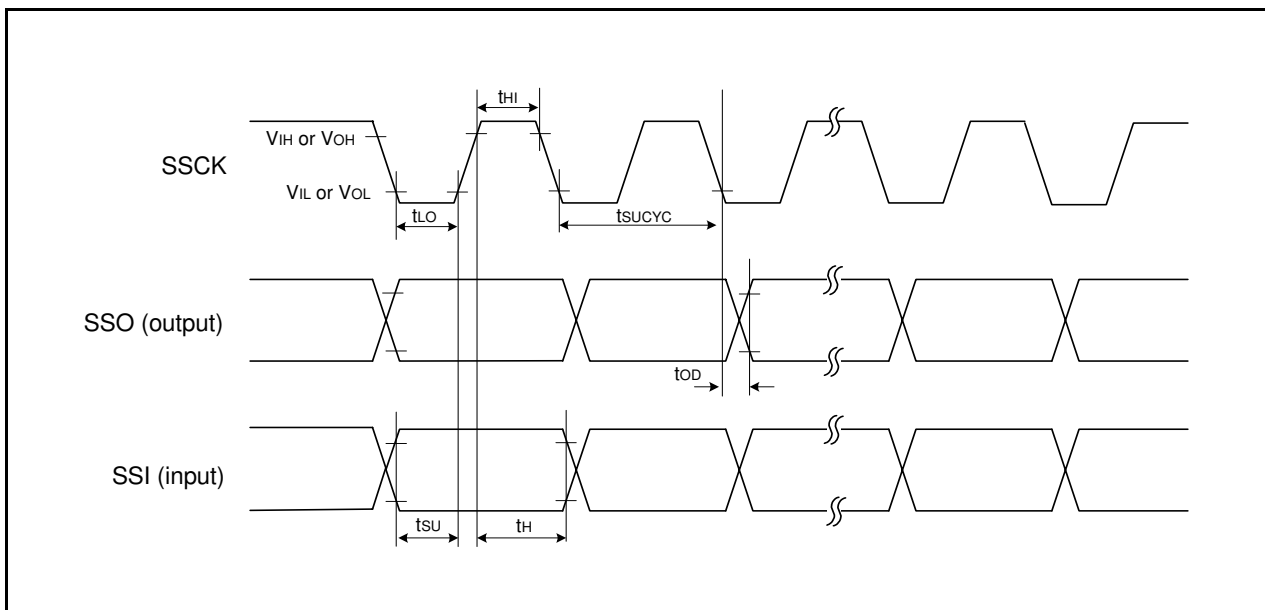 tHI
VIH or VOH
SSCK
VIL or VOL
tLO
tSUCYC
SSO (output)
tOD
SSI (input)
tSU
tH